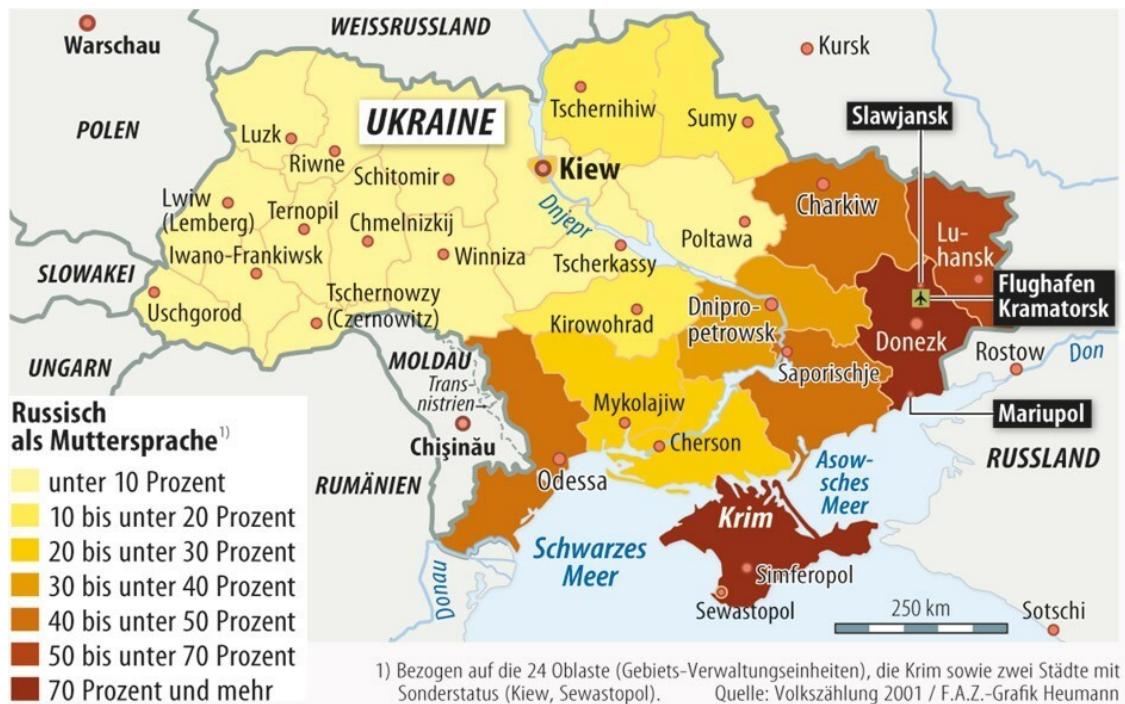 WEISSRUSSLAND
Warschau
Kursk
POLEN
UKRAINE
Tschernihiw
Sumy
Slawjansk
Luzk
Riwne
Kiew
Schitomir
Charkiw
Lwiw
(Lemberg)
Ternopil
Chmelnizkij
Dnjepr
Poltawa
Lu-
hansk
Iwano-Frankiwsk
Winniza
Tscherkassy
SLOWAKEI
Uschgorod
Tschernowzy
(Czernowitz)
Kirowohrad
Dnipro-
petrowsk
Flughafen
Kramatorsk
Donezk
UNGARN
MOLDAU
Trans-
nistrien
Saporischje
Rostow
Don
Mykolajiw
Mariupol
Chişinău
Cherson
RUSSLAND
RUMÄNIEN
Odessa
Asow-
sches
Meer
Krim
Schwarzes
Meer
Donau
Simferopol
Sewastopol
250 km
Sotschi
Russisch
als Muttersprache1)
unter 10 Prozent
10 bis unter 20 Prozent
20 bis unter 30 Prozent
30 bis unter 40 Prozent
40 bis unter 50 Prozent
50 bis unter 70 Prozent
70 Prozent und mehr
1) Bezogen auf die 24 Oblaste (Gebiets-Verwaltungseinheiten), die Krim sowie zwei Städte mit
Sonderstatus (Kiew, Sewastopol). Quelle: Volkszählung 2001 / F.A.Z.-Grafik Heumann